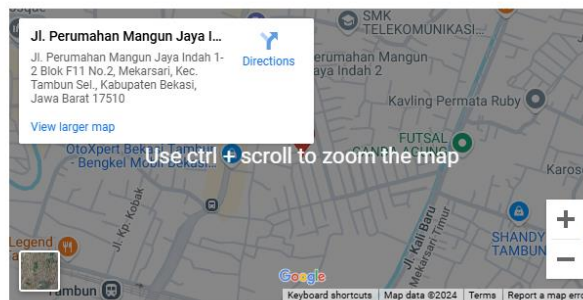 Jl. Perumahan Mangun Jaya I...
Jl. Perumahan Mangun Jaya Indah 1-
2 Blok F11 No.2, Mekarsari, Kec.
Tambun Sel., Kabupaten Bekasi,
Jawa Barat 17510
View larger map
Directions
SMK
TELEKOMUNIKASI...
erumahan Mangun
aya Indah 2
Kavling Permata Ruby
FUTSAL
OtoXpert Bekasi Tambun
- Bengkel Mobil Bekasi...
Use ctrl + scroll to zoom the map
Karos
Jl. Kp. Kobak
Legend
Tambun
Jl. Kali Baru
Mekarsari Timur
SHANDY
TAMBUN
+
−
Google
Keyboard shortcuts
Map data ©2024
Terms
Report a map erro